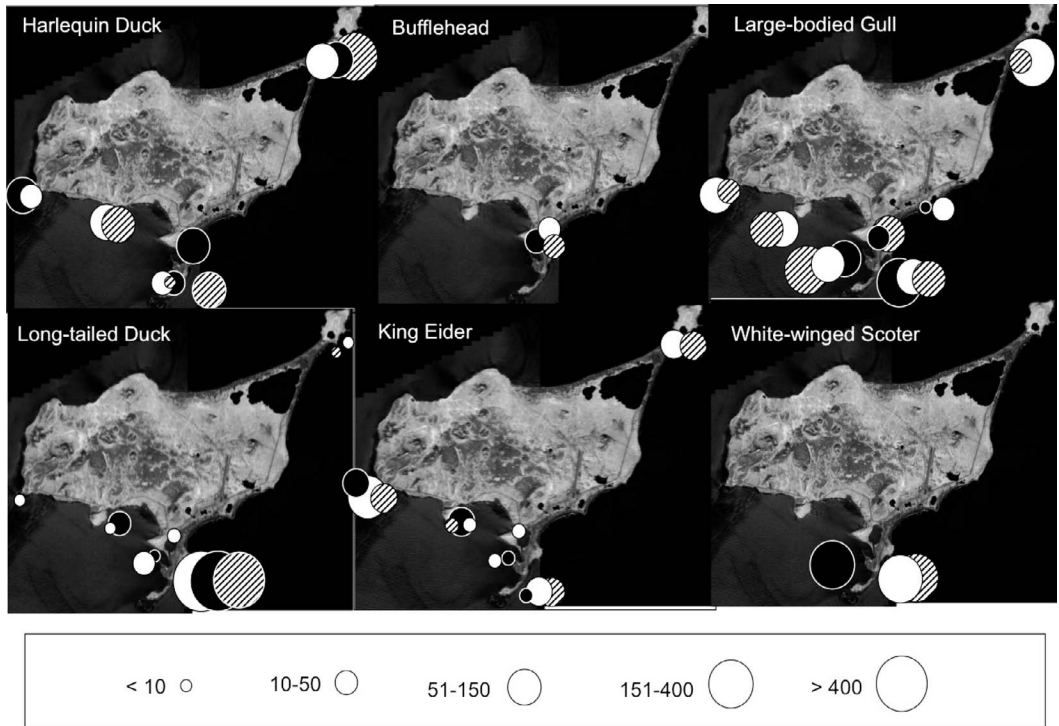 Harlequin Duck
Bufflehead
Large-bodied Gull
Long-tailed Duck
King Eider
White-winged Scoter
< 10
10-50
51-150
151-400
> 400